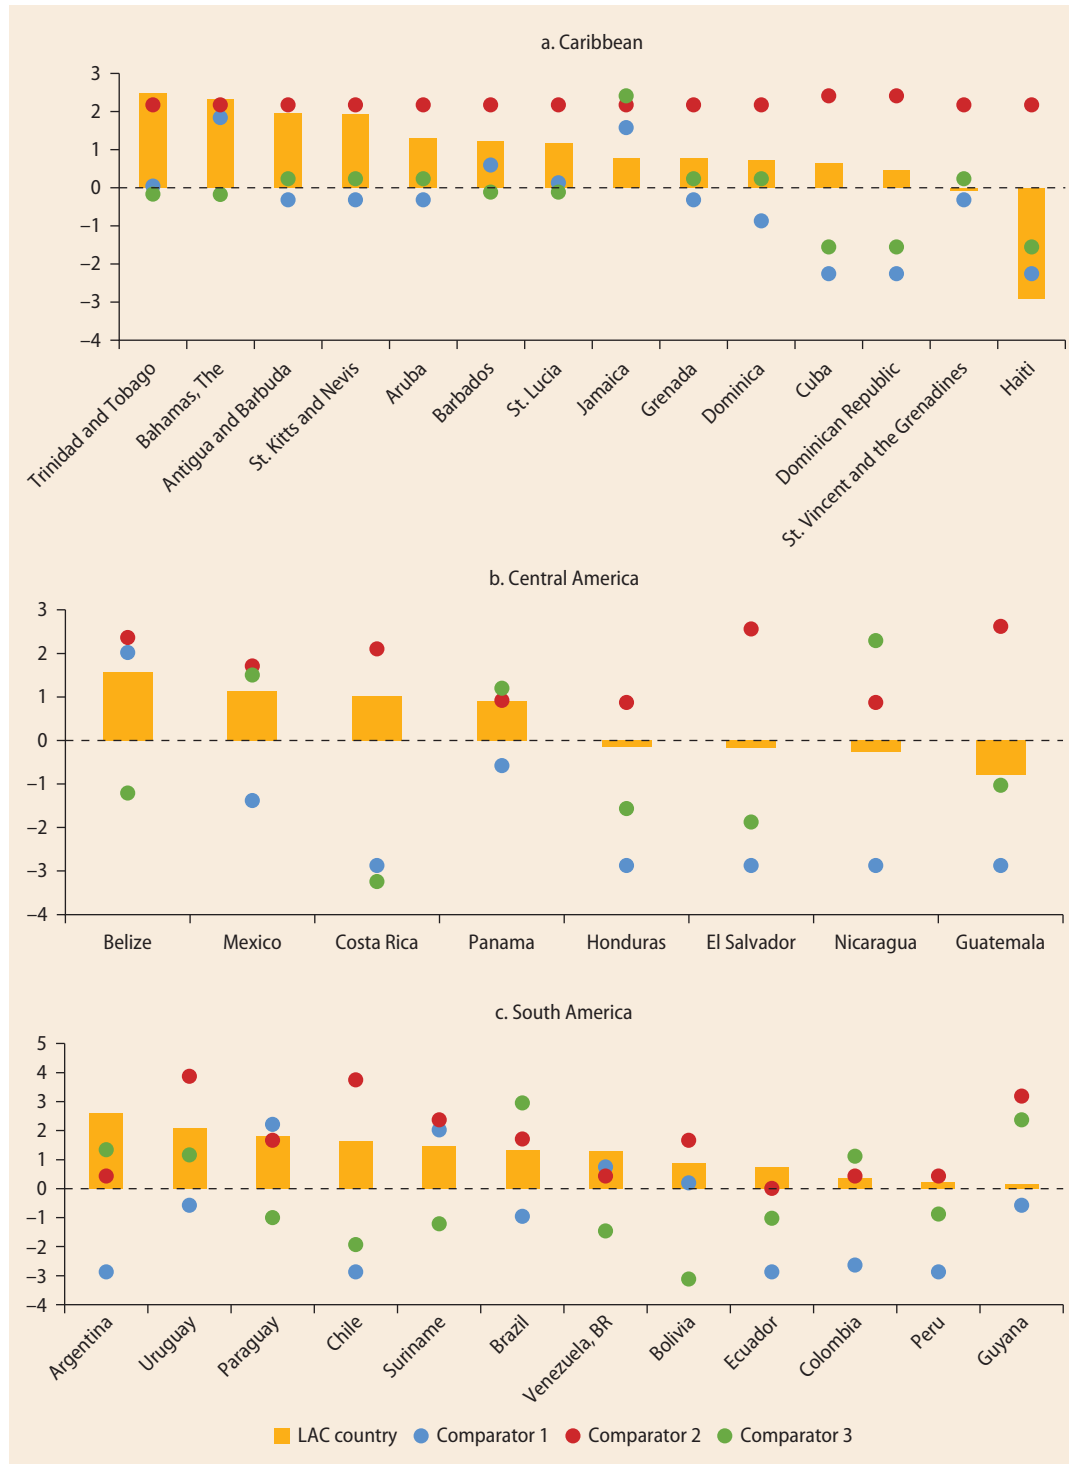 a. Caribbean
3
2
1
0
–1
–2
–3
–4
Trinidad and Tobago
Bahamas, The
Antigua and Barbuda
St. Kitts and Nevis
Aruba
Barbados
St. Lucia
Jamaica
Grenada
Dominica
Cuba
Dominican Republic
St. Vincent and the Grenadines
Haiti
b. Central America
3
2
1
0
–1
–2
–3
–4
Belize Mexico Costa Rica Panama Honduras El Salvador Nicaragua Guatemala
c. South America
5
4
3
2
1
0
–1
–2
–3
–4
Argentina
Uruguay
Paraguay
Chile
Suriname
Brazil
Venezuela, BR
Bolivia
Ecuador
Colombia
Peru
Guyana
LAC country Comparator 1 Comparator 2 Comparator 3